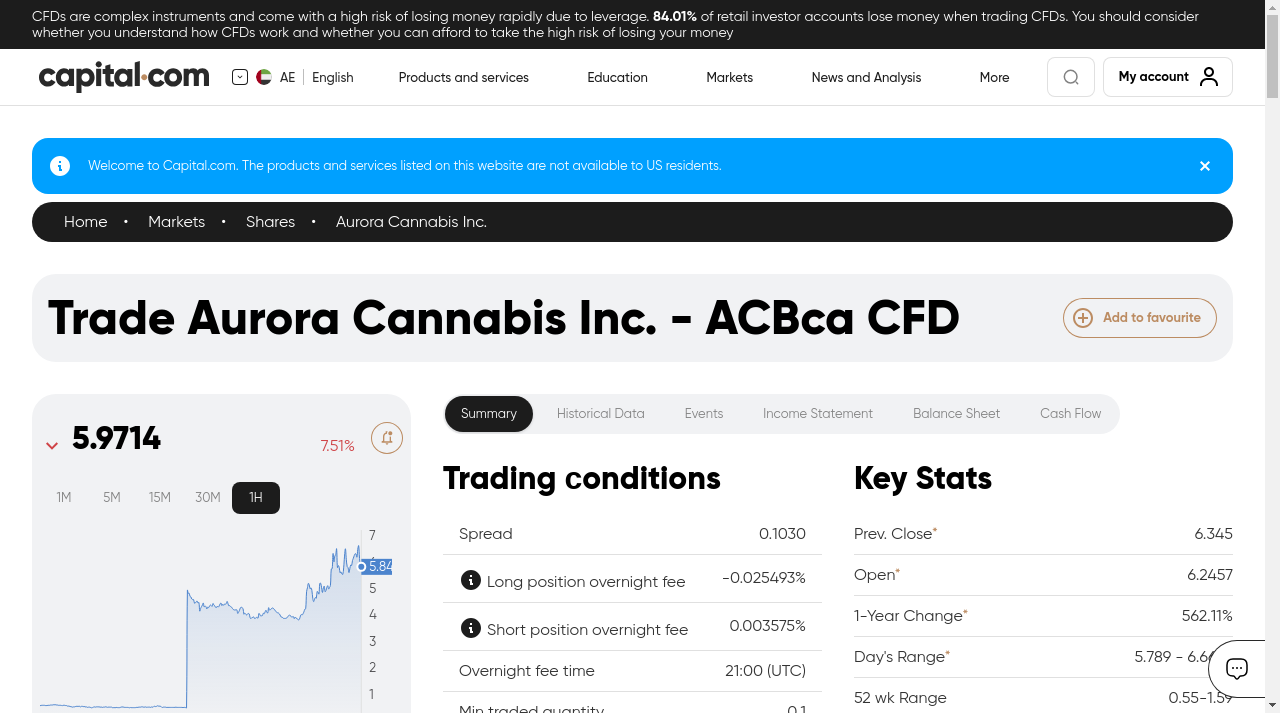 CFDs are complex instruments and come with a high risk of losing money rapidly due to leverage. 84.01% of retail investor accounts lose money when trading CFDs. You should consider
whether you understand how CFDs work and whether you can afford to take the high risk of losing your money
capital.com
AE
English
Products and services
Education
Markets
News and Analysis
More
My account
Welcome to Capital.com. The products and services listed on this website are not available to US residents.
Home • Markets • Shares • Aurora Cannabis Inc.
Trade Aurora Cannabis Inc. - ACBca CFD
Add to favourite
5.9714
7.51%
1M
5M
15M
30M
1H
7
5.84
5
4
3
2
1
Summary
Historical Data
Events
Income Statement
Balance Sheet
Cash Flow
Trading conditions
Spread 0.1030
Long position overnight fee -0.025493%
Short position overnight fee 0.003575%
Overnight fee time 21:00 (UTC)
Min traded quantity 0.1
Key Stats
Prev. Close* 6.345
Open* 6.2457
1-Year Change* 562.11%
Day's Range* 5.789 -
52 wk Range 0.55-1.59